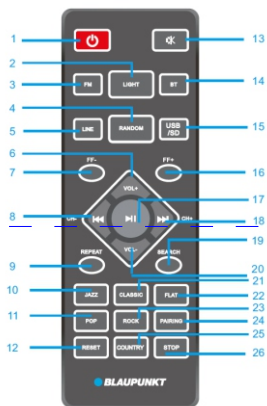 1
13
2
3
FM
LIGHT
BT
14
4
5
LINE
RANDOM
USB
/SD
15
6
FF-
FF+
7
16
VOL+
17
8
CH-
CH+
18
VOL-
19
REPEAT
SEARCH
9
20
21
10
JAZZ
CLASSIC
FLAT
22
23
11
POP
ROCK
PAIRING
24
25
12
RESET
COUNTRY
STOP
26
BLAUPUNKT